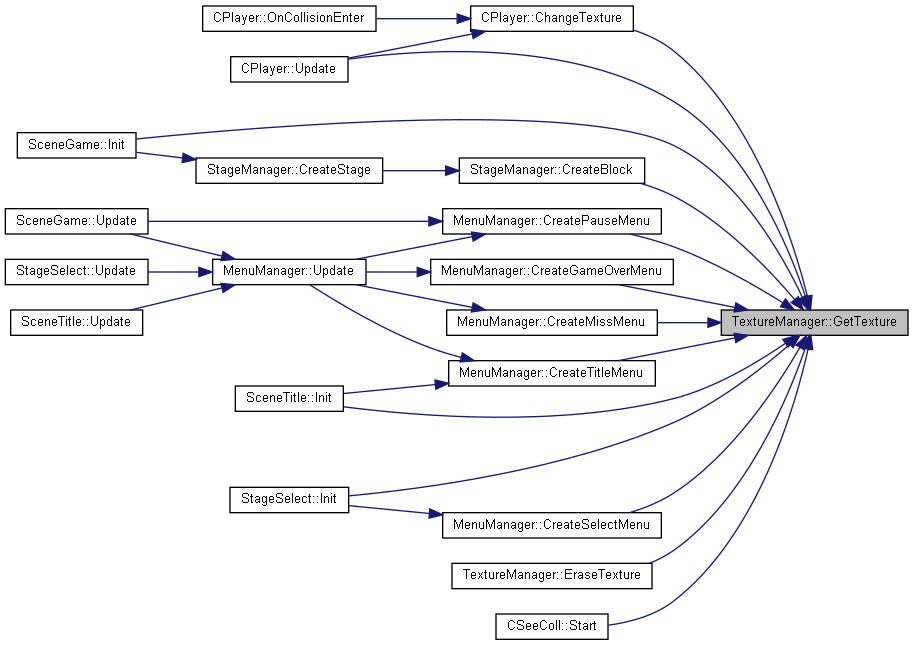 CPlayer::OnCollisionEnter
CPlayer::ChangeTexture
CPlayer::Update
SceneGame::Init
StageManager::CreateStage
StageManager::CreateBlock
SceneGame::Update
MenuManager::CreatePauseMenu
StageSelect::Update
MenuManager::Update
MenuManager::CreateGameOverMenu
SceneTitle::Update
MenuManager::CreateMissMenu
TextureManager::GetTexture
MenuManager::CreateTitleMenu
SceneTitle::Init
StageSelect::Init
MenuManager::CreateSelectMenu
TextureManager::EraseTexture
CSeeColl::Start